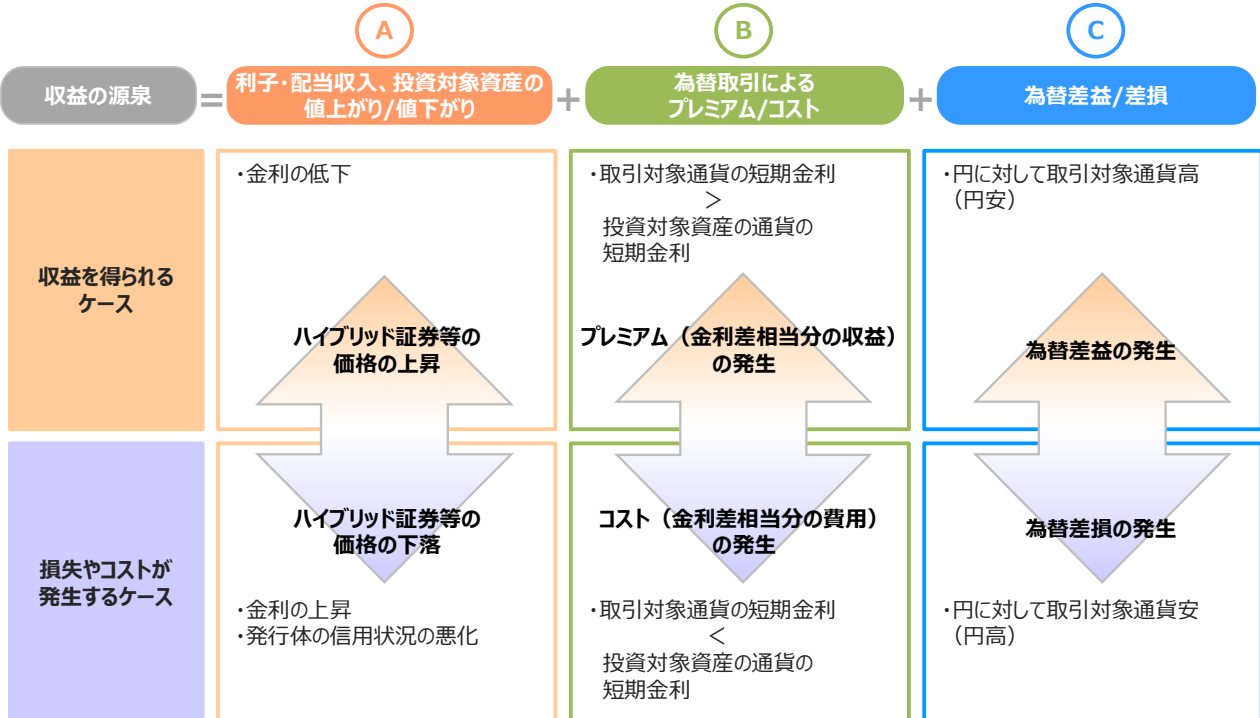 A
B
C
収益の源泉
=
利子・配当収入、投資対象資産の
値上がり/値下がり
+
為替取引による
プレミアム/コスト
+
為替差益/差損
収益を得られる
ケース
・金利の低下
ハイブリッド証券等の
価格の上昇
・取引対象通貨の短期金利
>
投資対象資産の通貨の
短期金利
プレミアム(金利差相当分の収益)
の発生
・円に対して取引対象通貨高
(円安)
為替差益の発生
損失やコストが
発生するケース
ハイブリッド証券等の
価格の下落
・金利の上昇
・発行体の信用状況の悪化
コスト(金利差相当分の費用)
の発生
・取引対象通貨の短期金利
<
投資対象資産の通貨の
短期金利
為替差損の発生
・円に対して取引対象通貨安
(円高)